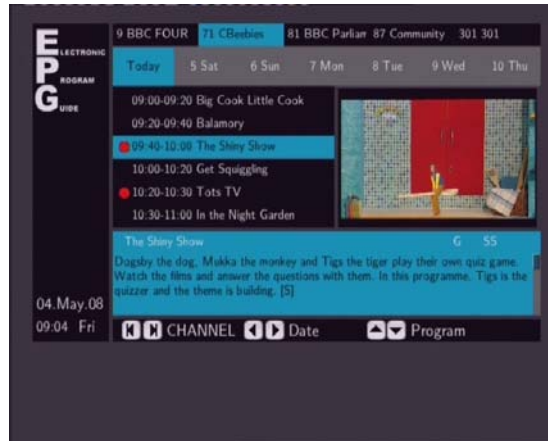 9 BBC FOUR 71 CBeebies 81 BBC Parliam 87 Community 301 301
ELECTRONIC
PROGRAM
GUIDE
Today 5 Sat 6 Sun 7 Mon 8 Tue 9 Wed 10 Thu
09:00-09:20 Big Cook Little Cook
09:20-09:40 Balamory
09:40-10:00 The Shiny Show
10:00-10:20 Get Squiggling
10:20-10:30 Tots TV
10:30-11:00 In the Night Garden
The Shiny Show G SS
Dogsby the dog, Mukka the monkey and Tigs the tiger play their own quiz game.
Watch the films and answer the questions with them. In this programme, Tigs is the
quizzer and the theme is building. [S]
04.May.08
09:04 Fri
CHANNEL Date Program